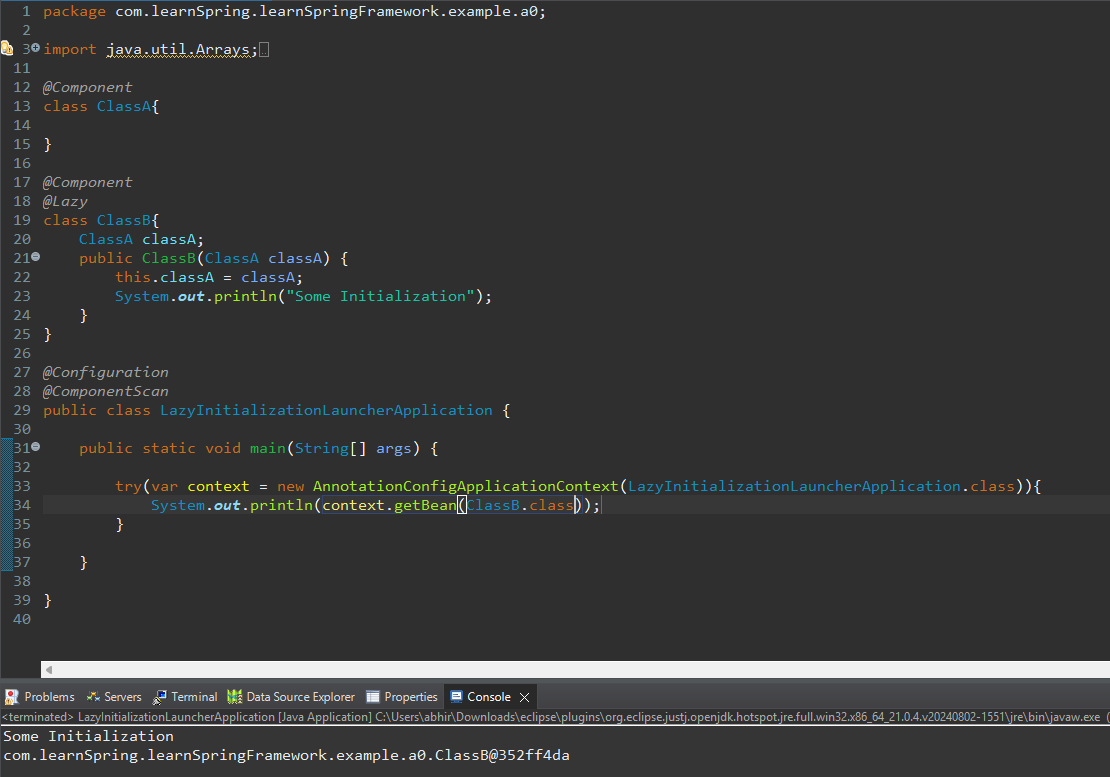 1 package com.learnSpring.learnSpringFramework.example.a0;
2
3 import java.util.Arrays;
11
12 @Component
13 class ClassA{
14
15 }
16
17 @Component
18 @Lazy
19 class ClassB{
20     ClassA classA;
21     public ClassB(ClassA classA) {
22         this.classA = classA;
23         System.out.println("Some Initialization");
24     }
25 }
26
27 @Configuration
28 @ComponentScan
29 public class LazyInitializationLauncherApplication {
30
31     public static void main(String[] args) {
32
33         try(var context = new AnnotationConfigApplicationContext(LazyInitializationLauncherApplication.class)){
34             System.out.println(context.getBean(ClassB.class));
35         }
36
37     }
38
39 }
40
Problems Servers Terminal Data Source Explorer Properties Console
<terminated> LazyInitializationLauncherApplication [Java Application] C:\Users\abhir\Downloads\eclipse\plugins\org.eclipse.justj.openjdk.hotspot.jre.full.win32.x86_64_21.0.4.v20240802-1551\jre\bin\javaw.exe (
Some Initialization
com.learnSpring.learnSpringFramework.example.a0.ClassB@352ff4da